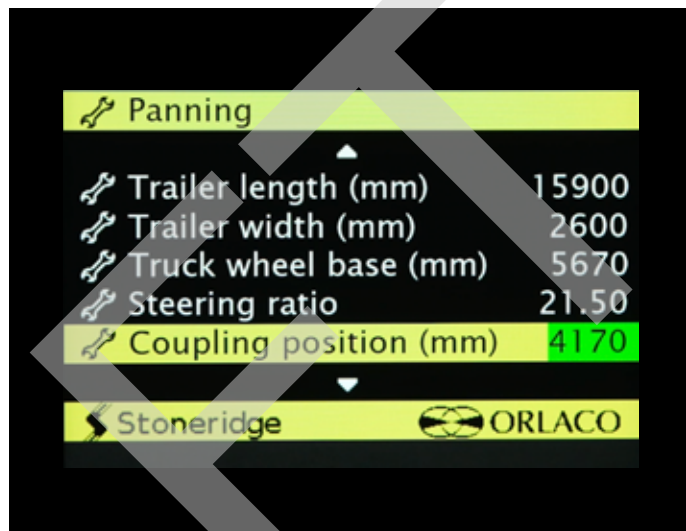 Panning
Trailer length (mm) 15900
Trailer width (mm) 2600
Truck wheel base (mm) 5670
Steering ratio 21.50
Coupling position (mm) 4170
Stoneridge ORLACO